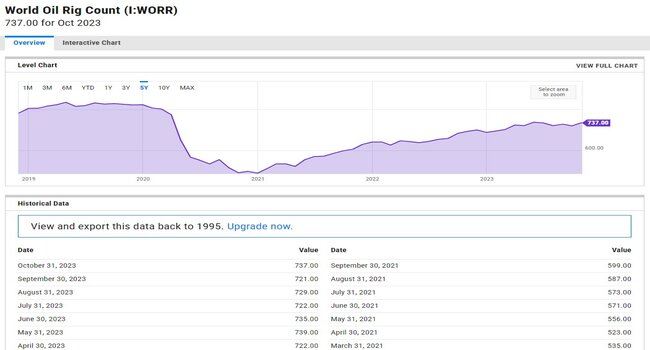 World Oil Rig Count (I:WORR)
737.00 for Oct 2023
Overview Interactive Chart
Level Chart VIEW FULL CHART
1M 3M 6M YTD 1Y 3Y 5Y 10Y MAX
Select area
to zoom
737.00
600.00
2019 2020 2021 2022 2023
Historical Data
View and export this data back to 1995. Upgrade now.
Date Value Date Value
October 31, 2023 737.00 September 30, 2021 599.00
September 30, 2023 721.00 August 31, 2021 587.00
August 31, 2023 729.00 July 31, 2021 573.00
July 31, 2023 722.00 June 30, 2021 571.00
June 30, 2023 735.00 May 31, 2021 556.00
May 31, 2023 739.00 April 30, 2021 523.00
April 30, 2023 722.00 March 31, 2021 535.00